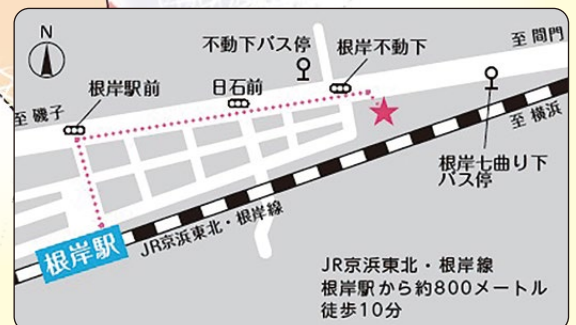 N
不動下バス停
根岸不動下
至 間門
根岸駅前
日石前
至 磯子
至 横浜
根岸七曲り下
バス停
根岸駅
JR京浜東北・根岸線
JR京浜東北・根岸線
根岸駅から約800メートル
徒歩10分